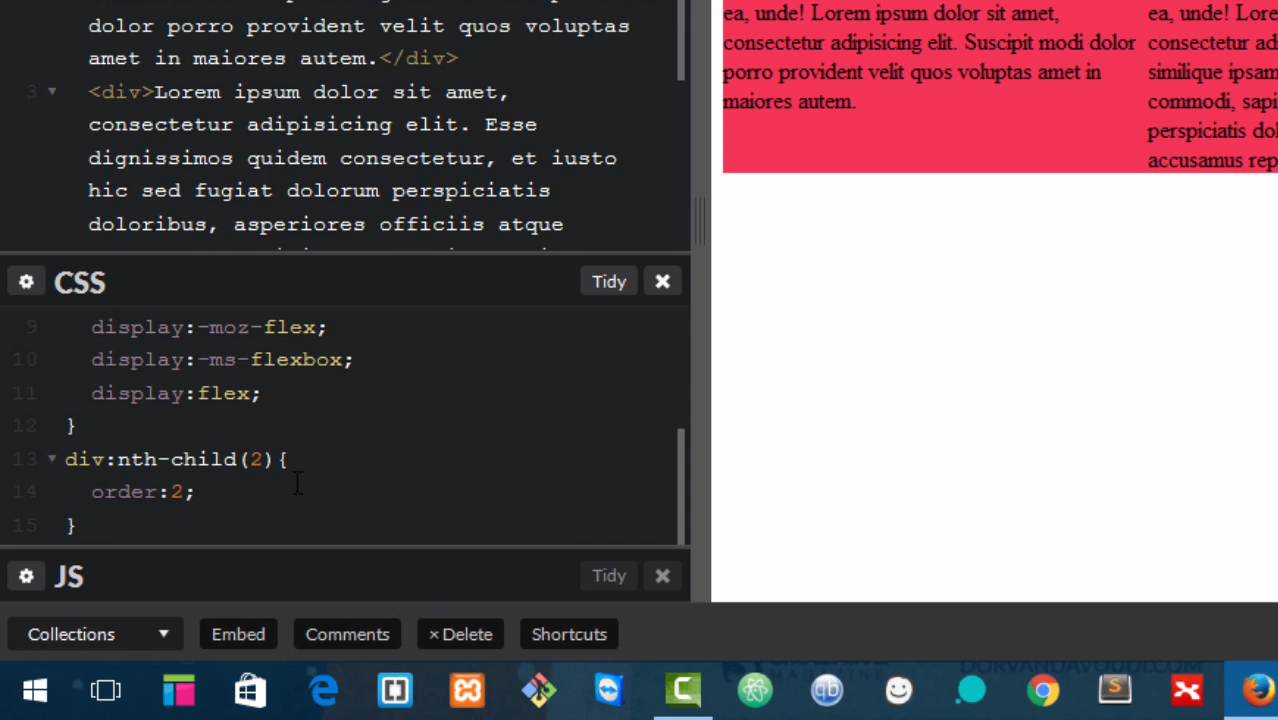 dolor porro provident velit quos voluptas
amet in maiores autem.</div>
3 <div>Lorem ipsum dolor sit amet,
consectetur adipisicing elit. Esse
dignissimos quidem consectetur, et iusto
hic sed fugiat dolorum perspiciatis
doloribus, asperiores officiis atque
CSS
Tidy
9 display:-moz-flex;
10 display:-ms-flexbox;
11 display:flex;
12 }
13 div:nth-child(2){
14 order:2;
15 }
JS
Tidy
ea, unde! Lorem ipsum dolor sit amet,
consectetur adipisicing elit. Suscipit modi dolor
porro provident velit quos voluptas amet in
maiores autem.
ea, unde! Lore
consectetur ad
similique ipsam
commodi, sapi
perspiciatis dol
accusamus rep
Collections
Embed
Comments
× Delete
Shortcuts
DORVANDAVOUDI.COM